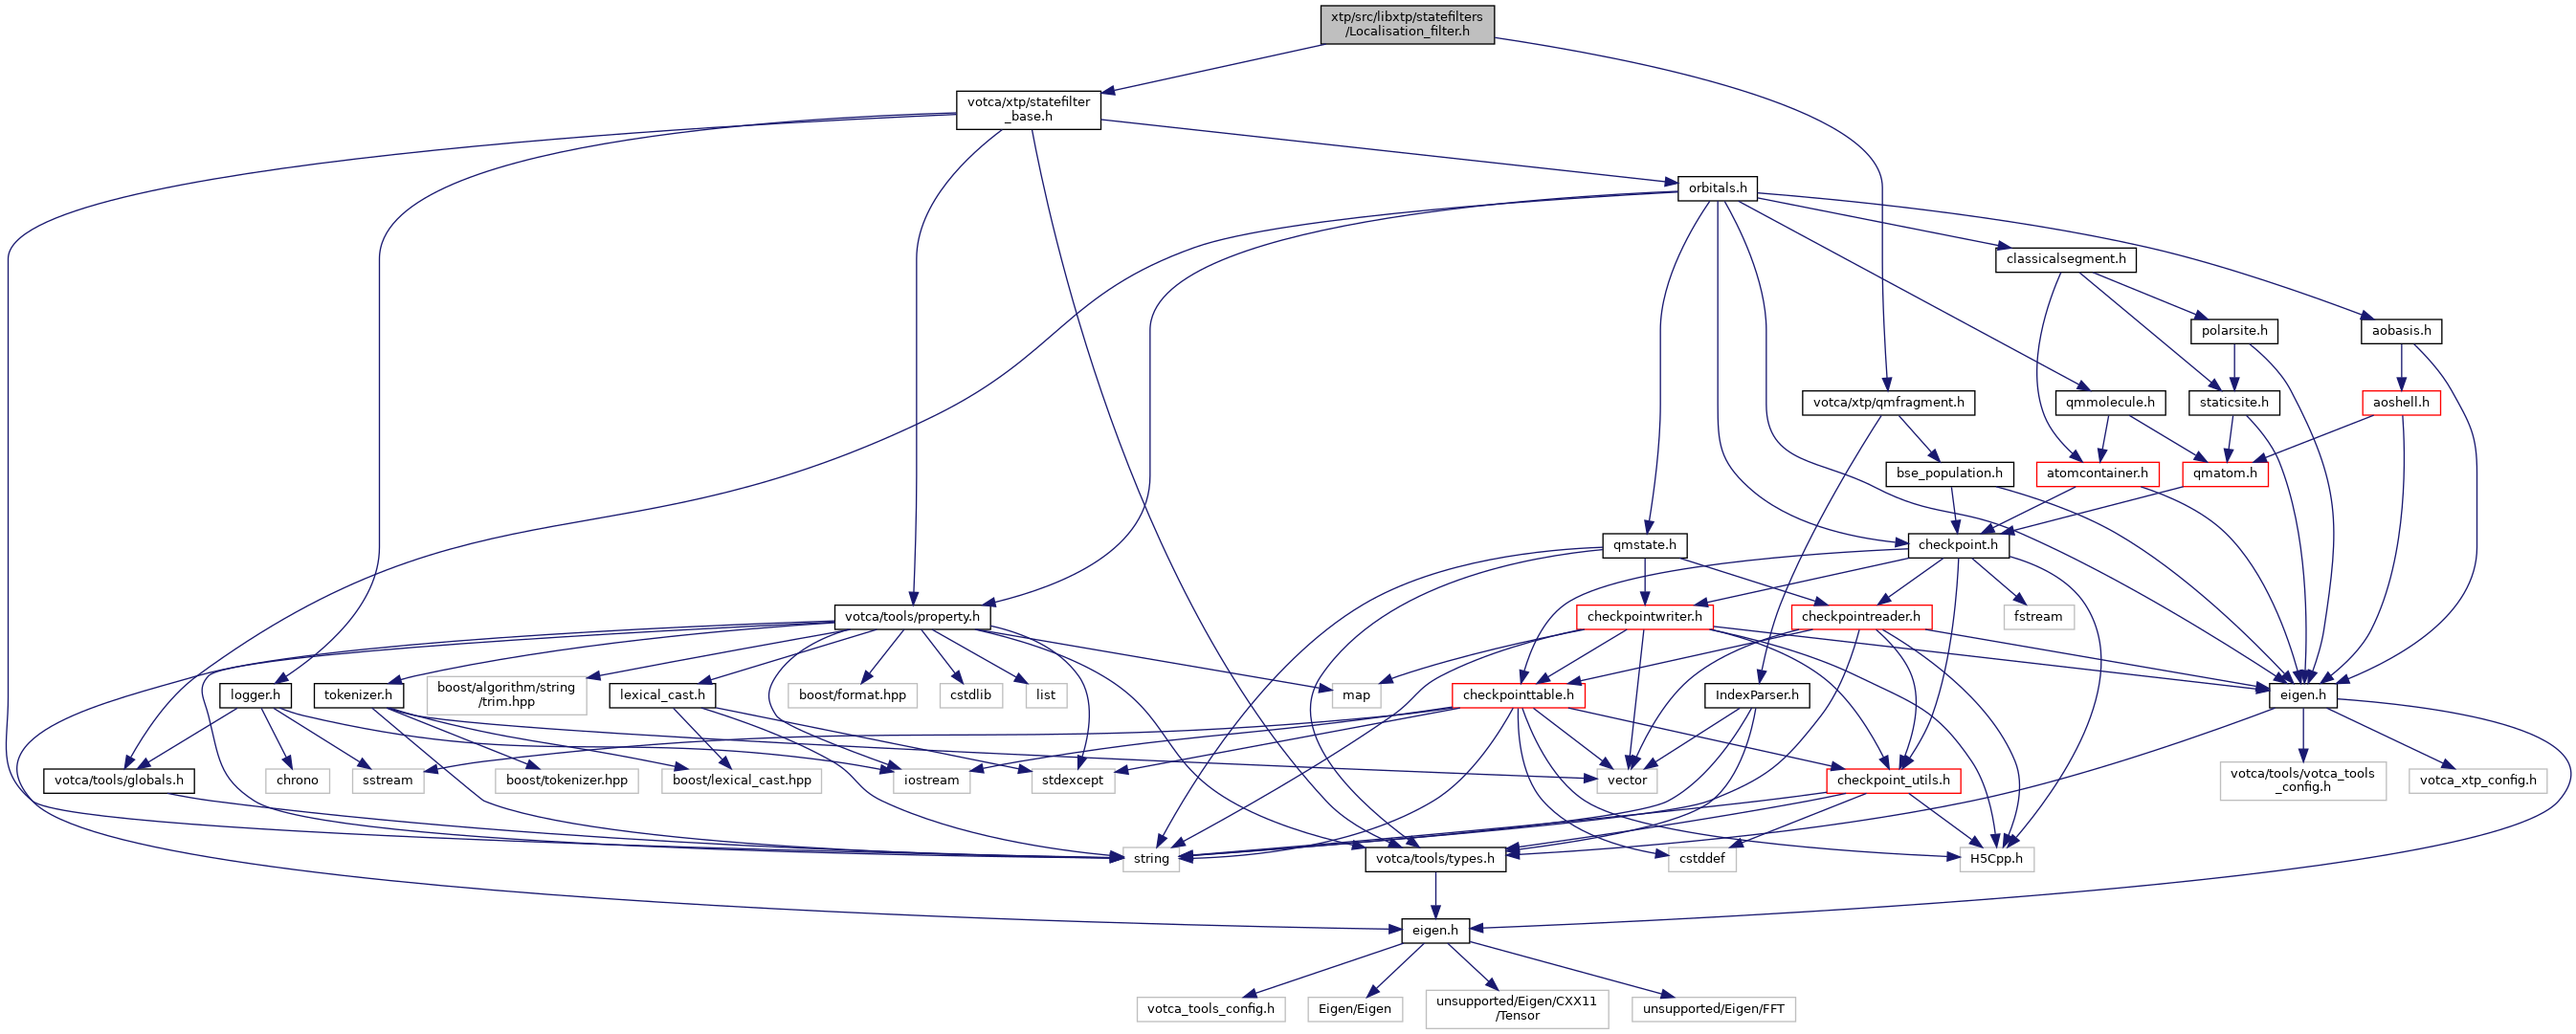 xtp/src/libxtp/statefilters
/Localisation_filter.h
votca/xtp/statefilter
_base.h
orbitals.h
classicalsegment.h
polarsite.h
aobasis.h
votca/xtp/qmfragment.h
qmmolecule.h
staticsite.h
aoshell.h
bse_population.h
atomcontainer.h
qmatom.h
qmstate.h
checkpoint.h
votca/tools/property.h
checkpointwriter.h
checkpointreader.h
fstream
logger.h
tokenizer.h
boost/algorithm/string
/trim.hpp
lexical_cast.h
boost/format.hpp
cstdlib
list
map
checkpointtable.h
IndexParser.h
eigen.h
votca/tools/globals.h
chrono
sstream
boost/tokenizer.hpp
boost/lexical_cast.hpp
iostream
stdexcept
vector
checkpoint_utils.h
votca/tools/votca_tools
_config.h
votca_xtp_config.h
string
votca/tools/types.h
cstddef
H5Cpp.h
eigen.h
votca_tools_config.h
Eigen/Eigen
unsupported/Eigen/CXX11
/Tensor
unsupported/Eigen/FFT